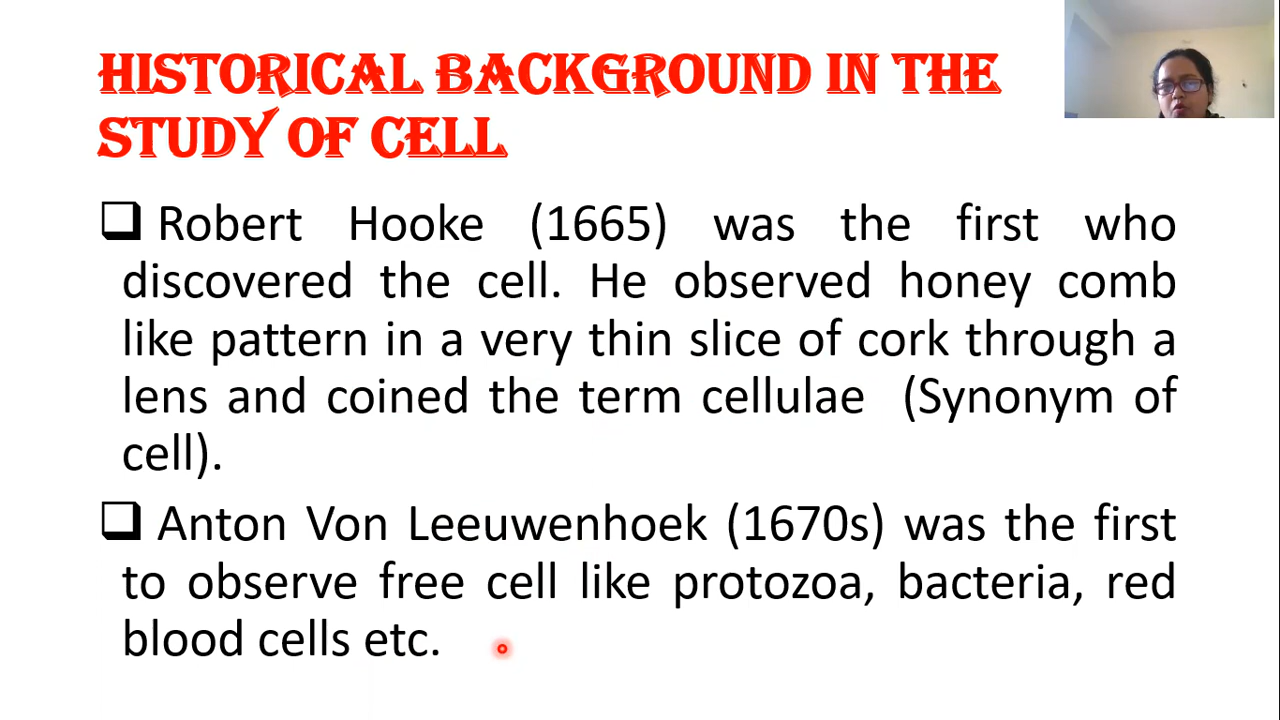 HISTORICAL BACKGROUND IN THE
STUDY OF CELL
Robert Hooke (1665) was the first who
discovered the cell. He observed honey comb
like pattern in a very thin slice of cork through a
lens and coined the term cellulae (Synonym of
cell).
Anton Von Leeuwenhoek (1670s) was the first
to observe free cell like protozoa, bacteria, red
blood cells etc.